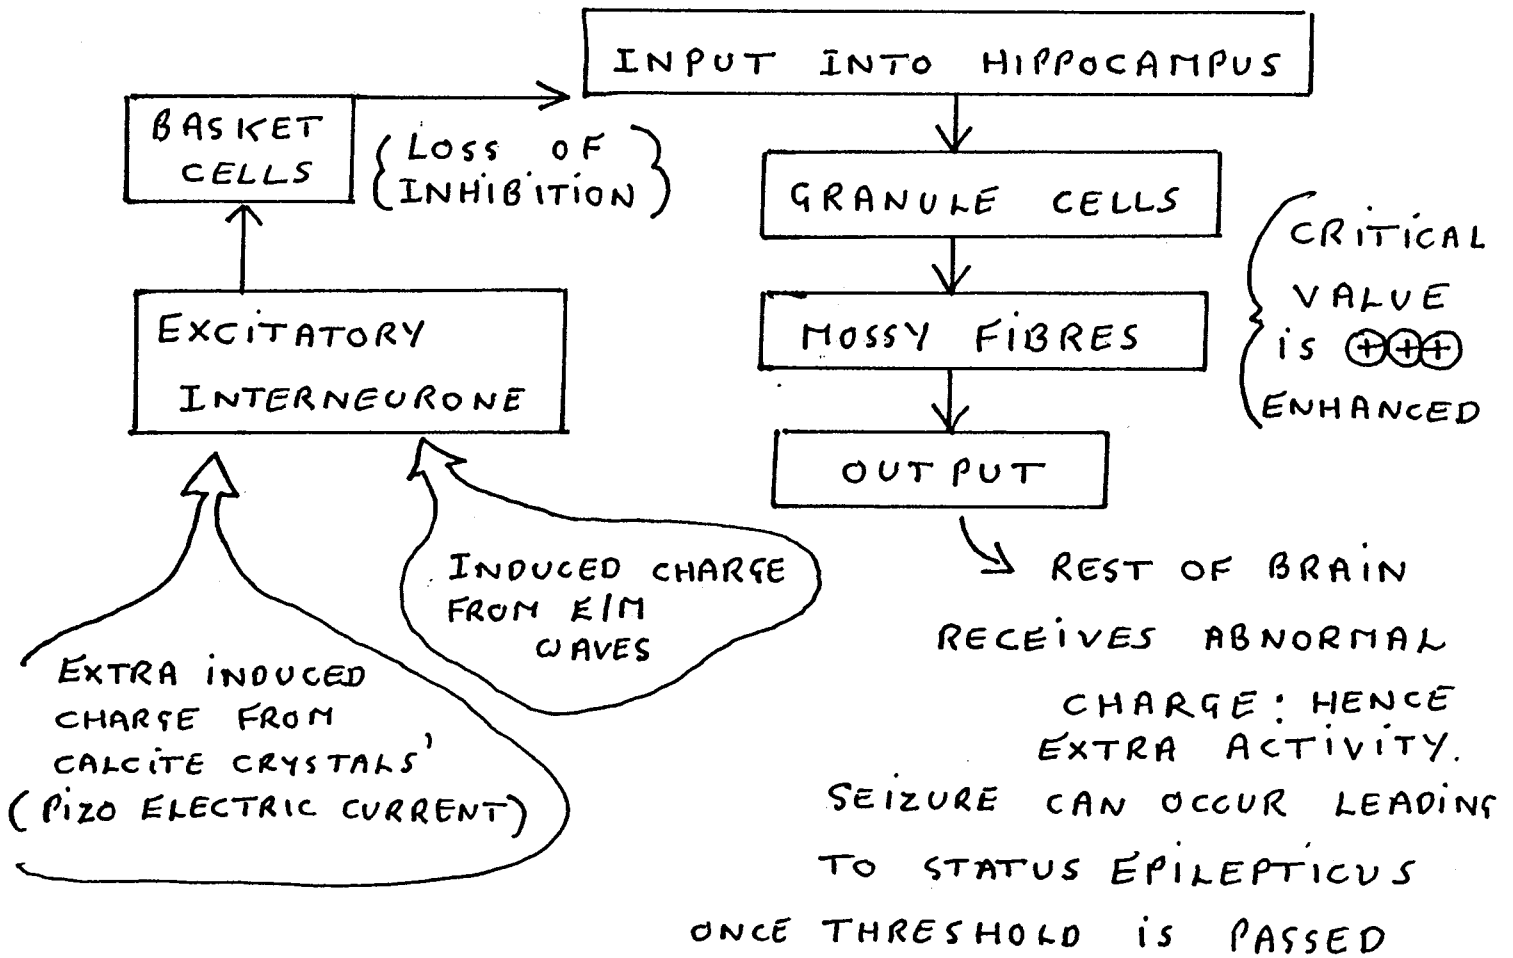 INPUT INTO HIPPOCAMPUS
BASKET
CELLS
LOSS OF
INHIBITION
GRANULE CELLS
CRITICAL
VALUE
IS +++
ENHANCED
MOSSY FIBRES
EXCITATORY
INTERNEURONE
OUTPUT
INDUCED CHARGE
FROM E/M
WAVES
EXTRA INDUCED
CHARGE FROM
CALCITE CRYSTALS'
(PIZO ELECTRIC CURRENT)
REST OF BRAIN
RECEIVES ABNORMAL
CHARGE: HENCE
EXTRA ACTIVITY.
SEIZURE CAN OCCUR LEADING
TO STATUS EPILEPTICUS
ONCE THRESHOLD IS PASSED